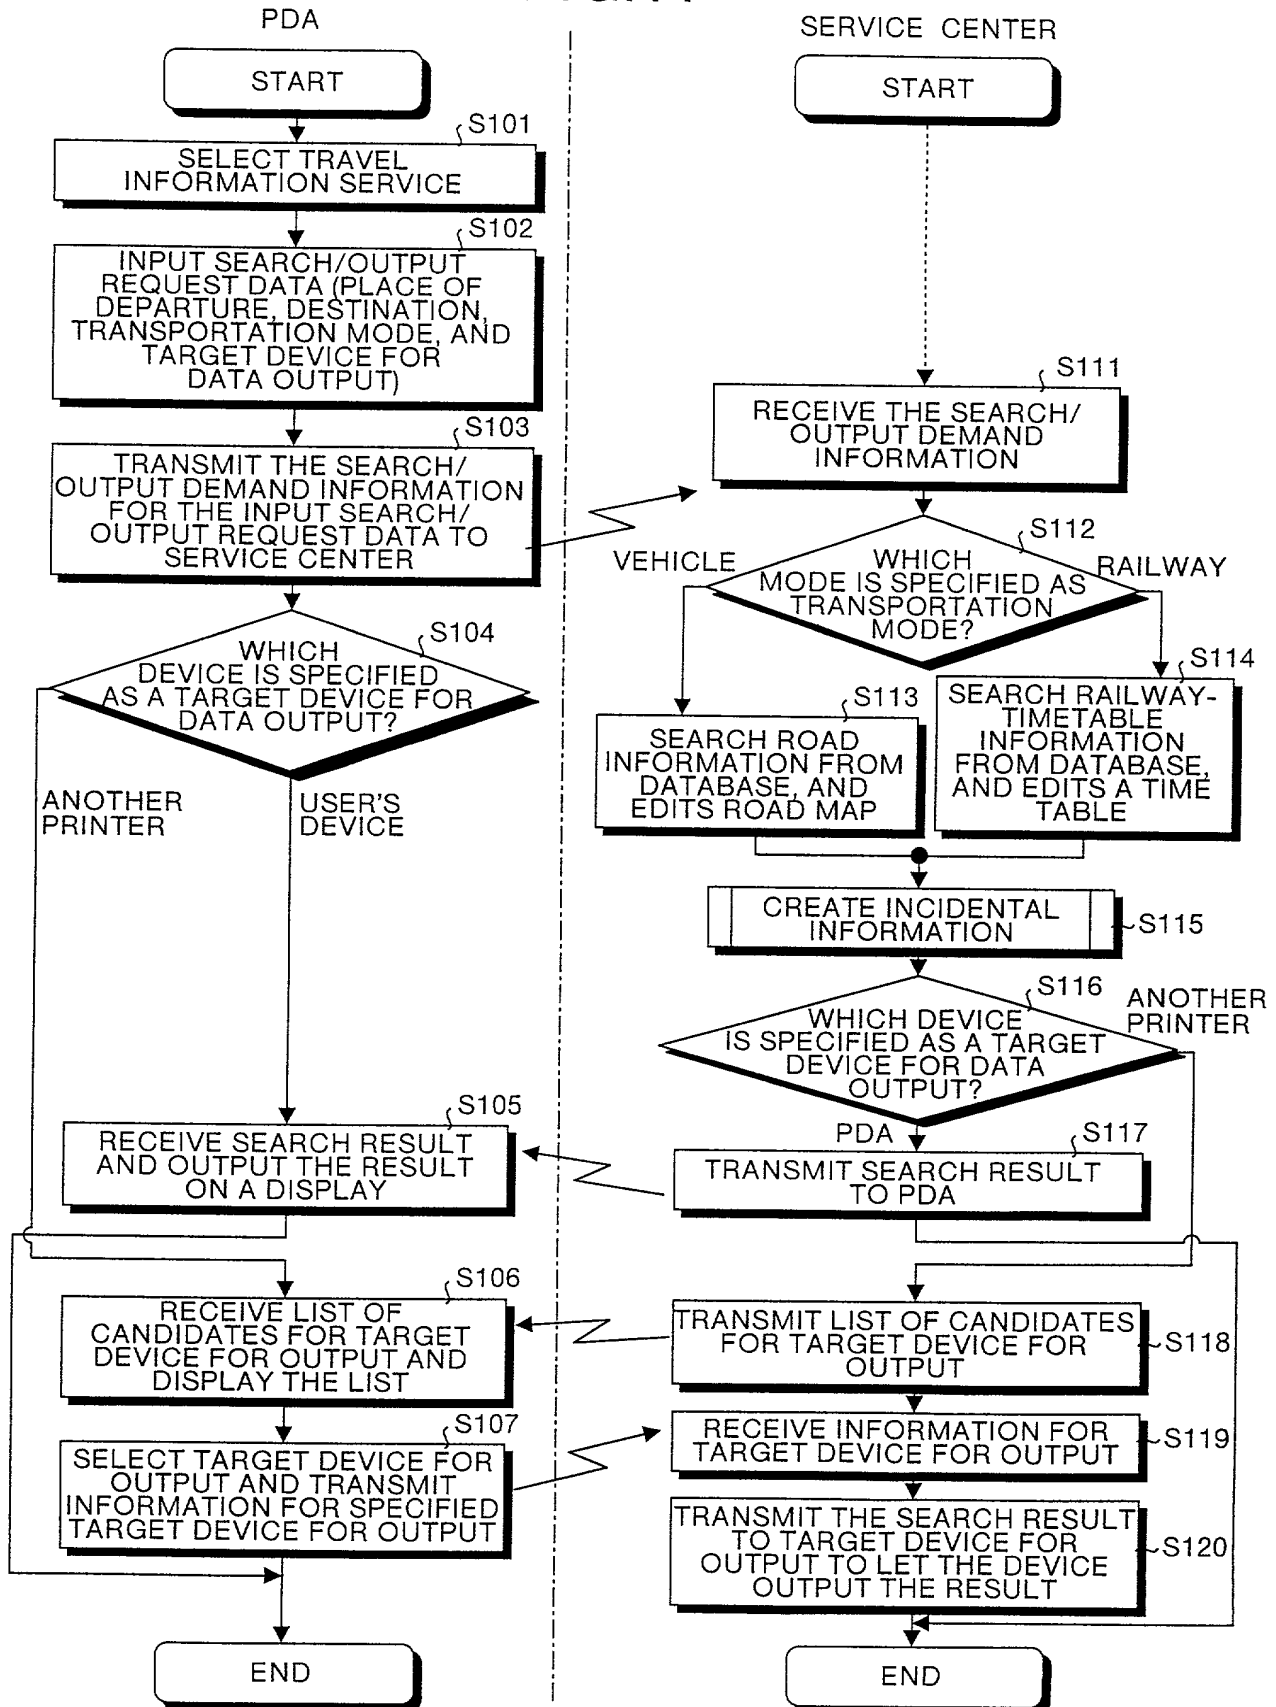 PDA
START
S101
SELECT TRAVEL
INFORMATION SERVICE
S102
INPUT SEARCH/OUTPUT
REQUEST DATA (PLACE OF
DEPARTURE, DESTINATION,
TRANSPORTATION MODE, AND
TARGET DEVICE FOR
DATA OUTPUT)
S103
TRANSMIT THE SEARCH/
OUTPUT DEMAND INFORMATION
FOR THE INPUT SEARCH/
OUTPUT REQUEST DATA TO
SERVICE CENTER
S104
WHICH
DEVICE IS SPECIFIED
AS A TARGET DEVICE FOR
DATA OUTPUT?
ANOTHER
PRINTER
USER'S
DEVICE
S105
RECEIVE SEARCH RESULT
AND OUTPUT THE RESULT
ON A DISPLAY
S106
RECEIVE LIST OF
CANDIDATES FOR TARGET
DEVICE FOR OUTPUT AND
DISPLAY THE LIST
S107
SELECT TARGET DEVICE FOR
OUTPUT AND TRANSMIT
INFORMATION FOR SPECIFIED
TARGET DEVICE FOR OUTPUT
END
SERVICE CENTER
START
S111
RECEIVE THE SEARCH/
OUTPUT DEMAND
INFORMATION
S112
VEHICLE
WHICH
MODE IS SPECIFIED AS
TRANSPORTATION
MODE?
RAILWAY
S113
SEARCH ROAD
INFORMATION FROM
DATABASE, AND
EDITS ROAD MAP
S114
SEARCH RAILWAY-
TIMETABLE
INFORMATION
FROM DATABASE,
AND EDITS A TIME
TABLE
CREATE INCIDENTAL
INFORMATION
S115
S116
WHICH DEVICE
IS SPECIFIED AS A TARGET
DEVICE FOR DATA
OUTPUT?
ANOTHER
PRINTER
PDA
S117
TRANSMIT SEARCH RESULT
TO PDA
TRANSMIT LIST OF CANDIDATES
FOR TARGET DEVICE FOR
OUTPUT
S118
RECEIVE INFORMATION FOR
TARGET DEVICE FOR OUTPUT
S119
TRANSMIT THE SEARCH RESULT
TO TARGET DEVICE FOR
OUTPUT TO LET THE DEVICE
OUTPUT THE RESULT
S120
END